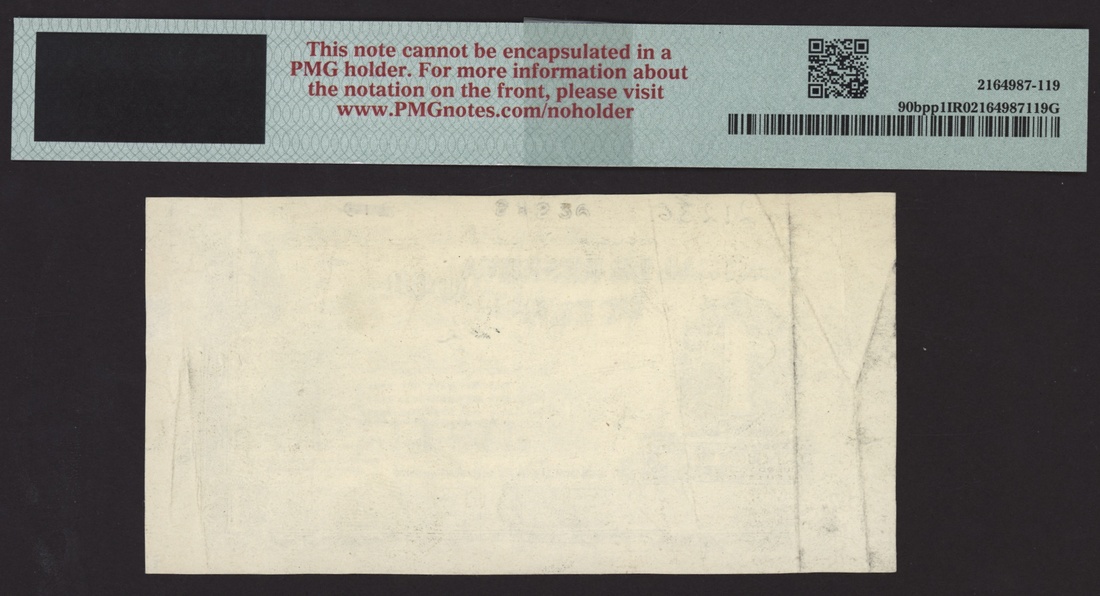 This note cannot be encapsulated in a
PMG holder. For more information about
the notation on the front, please visit
www.PMGnotes.com/noholder
2164987-119
90bpp1IR02164987119G